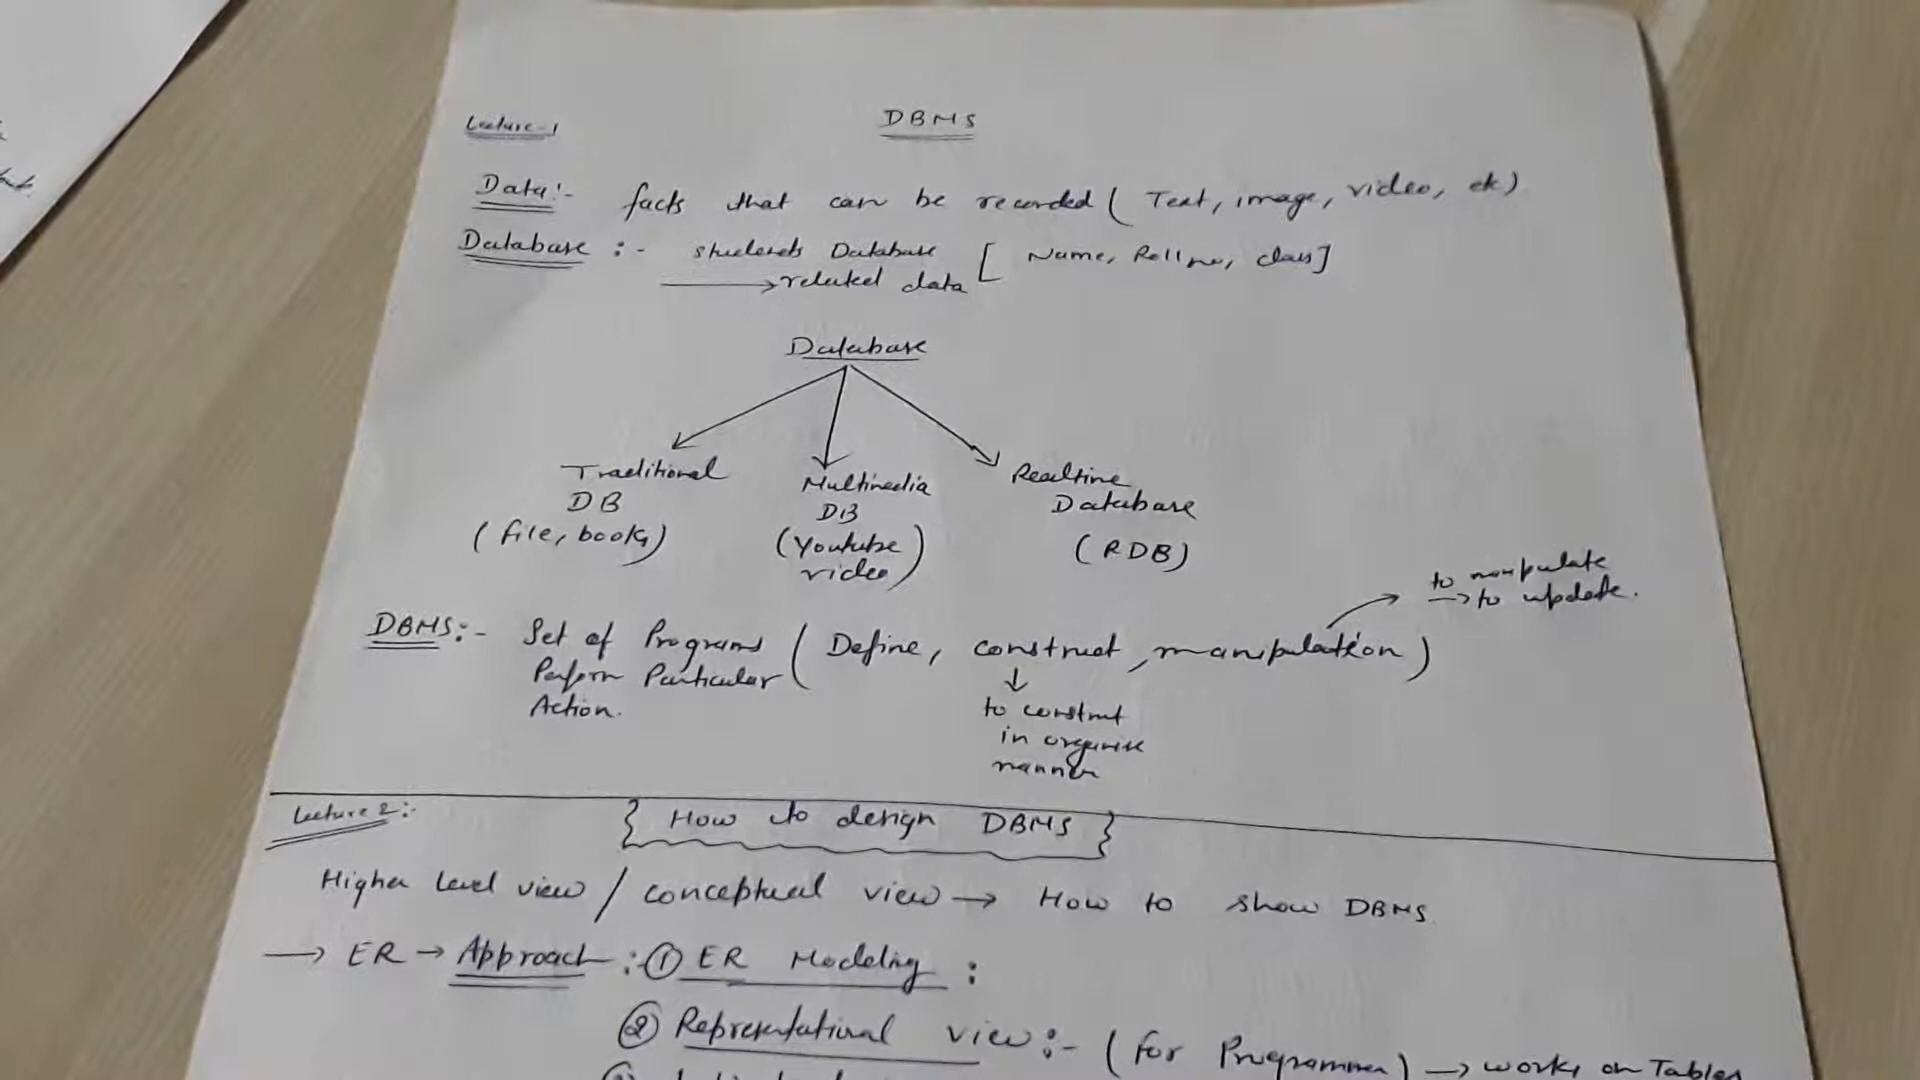 Lecture-1
DBMS
Data:- facts that can be recorded ( Text, image, video, etc)
Database :- students Database [ Name, Roll no, class]
→ related data
Database
Traditional DB (file, books)
Multimedia DB (Youtube video)
Realtime Database (RDB)
to manipulate
→ to update.
DBMS:- Set of Programs ( Define, construct, manipulation )
Perform Particular
Action.
↓
to construct
in organise
manner
Lecture 2:-
{ How to design DBMS }
Higher Level view / conceptual view → How to show DBMS
→ ER → Approach :① ER Modeling :
② Representational view :- (for Programmer) → works on Tables